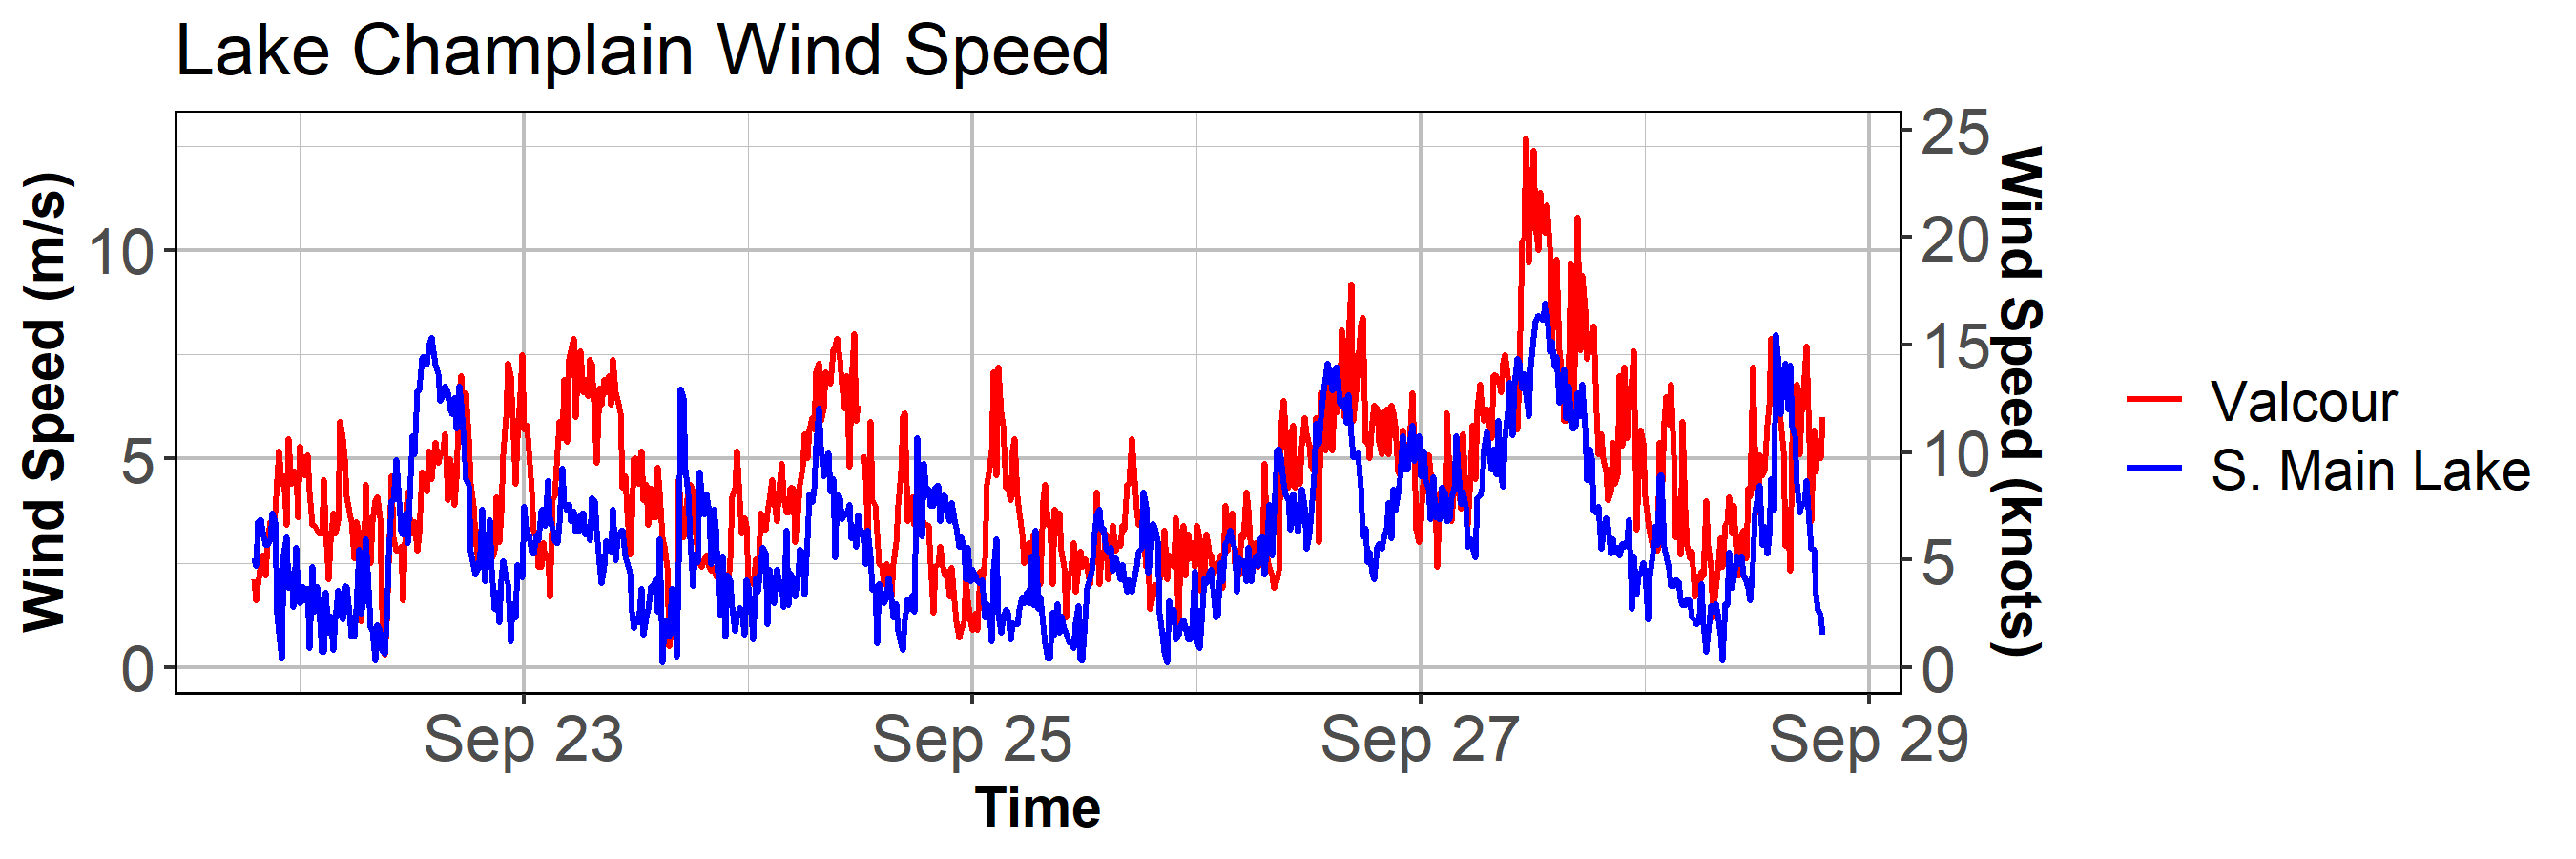 Lake Champlain Wind Speed
Wind Speed (m/s)
10
5
0
25
20
15
10
5
0
Wind Speed (knots)
Sep 23
Sep 25
Sep 27
Sep 29
Time
Valcour
S. Main Lake